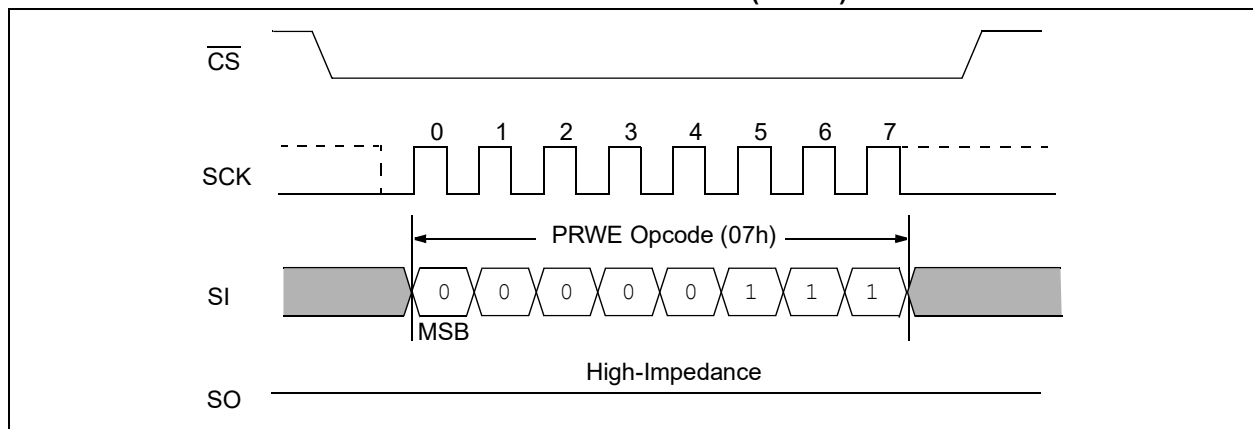 CS
0 1 2 3 4 5 6 7
SCK
PRWE Opcode (07h)
SI 0 0 0 0 0 1 1 1
MSB
High-Impedance
SO